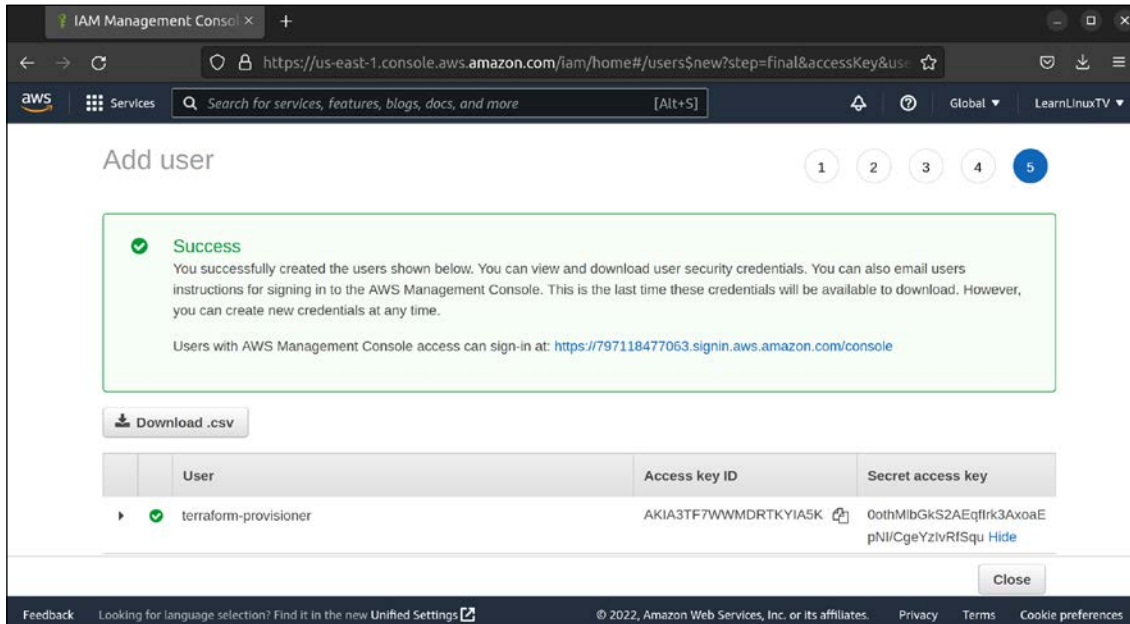 IAM Management Consol
https://us-east-1.console.aws.amazon.com/iam/home#/users$new?step=final&accessKey&use
aws Services Search for services, features, blogs, docs, and more [Alt+S] Global LearnLinuxTV
Add user 1 2 3 4 5
Success
You successfully created the users shown below. You can view and download user security credentials. You can also email users
instructions for signing in to the AWS Management Console. This is the last time these credentials will be available to download. However,
you can create new credentials at any time.
Users with AWS Management Console access can sign-in at: https://797118477063.signin.aws.amazon.com/console
Download .csv
User Access key ID Secret access key
terraform-provisioner AKIA3TF7WWMDRTKYIA5K 0othMlbGkS2AEqflrk3AxoaE
pNI/CgeYzIvRfSqu Hide
Close
Feedback Looking for language selection? Find it in the new Unified Settings © 2022, Amazon Web Services, Inc. or its affiliates. Privacy Terms Cookie preferences